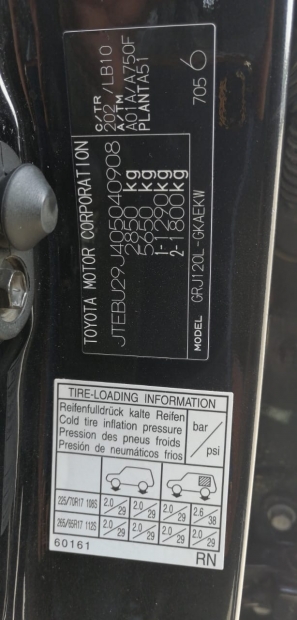 TOYOTA MOTOR CORPORATION
JTEBU29J405040908
2850 kg
5650 kg
1- 1290 kg
2- 1800 kg
MODEL GRJ120L-GKAEKW
C/TR
202 /LB10
A/TM
A01A/A750F
PLANTA51
705 6
TIRE-LOADING INFORMATION
Reifenfülldrück kalte Reifen
Cold tire inflation pressure
Pression des pneus froids
Presión de neumáticos frios
bar/psi
225/70R17 108S 2.0/29 2.0/29 2.0/29 2.6/38
265/65R17 112S 2.0/29 2.0/29 2.0/29 2.0/29
60161
RN